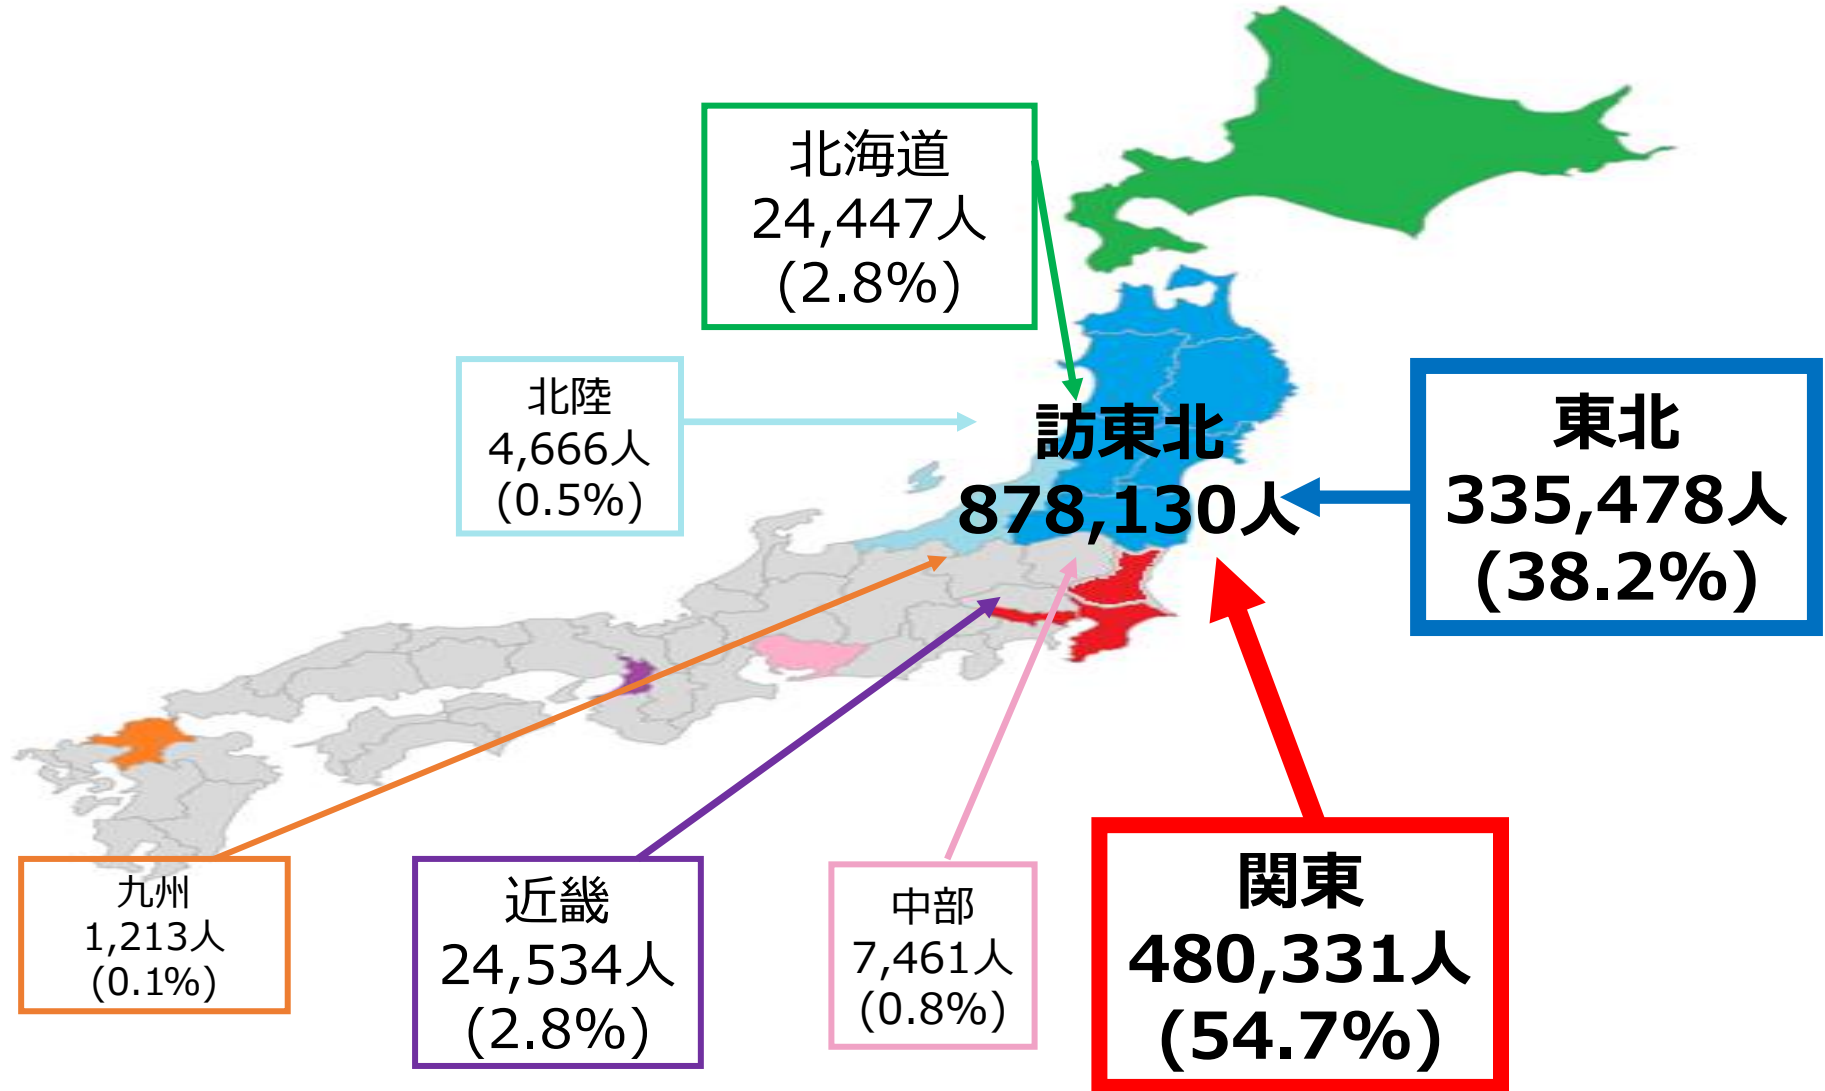 北海道
24,447人
(2.8%)
北陸
4,666人
(0.5%)
訪東北
878,130人
東北
335,478人
(38.2%)
九州
1,213人
(0.1%)
近畿
24,534人
(2.8%)
中部
7,461人
(0.8%)
関東
480,331人
(54.7%)